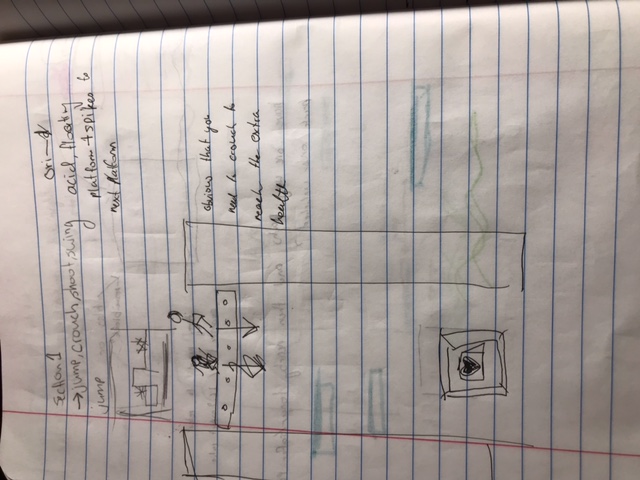 Section 1
→ jump, crouch, shoot, swing
jump
Ori
acid, floaty
platform + spikes to
next platform
obvious that you
need to crouch to
reach the extra
health